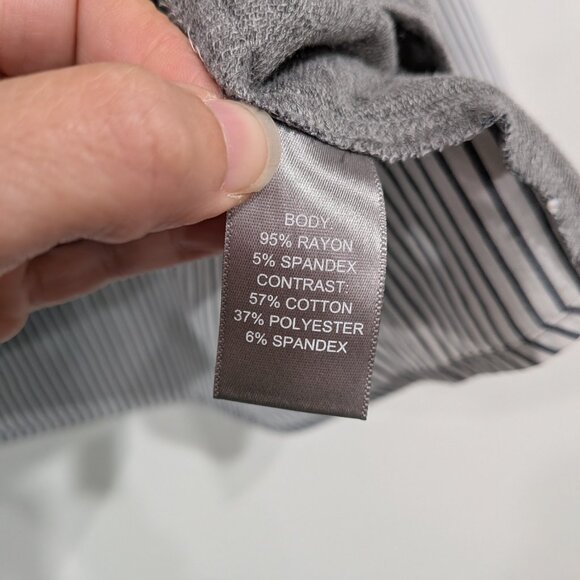 BODY:
95% RAYON
5% SPANDEX
CONTRAST:
57% COTTON
37% POLYESTER
6% SPANDEX